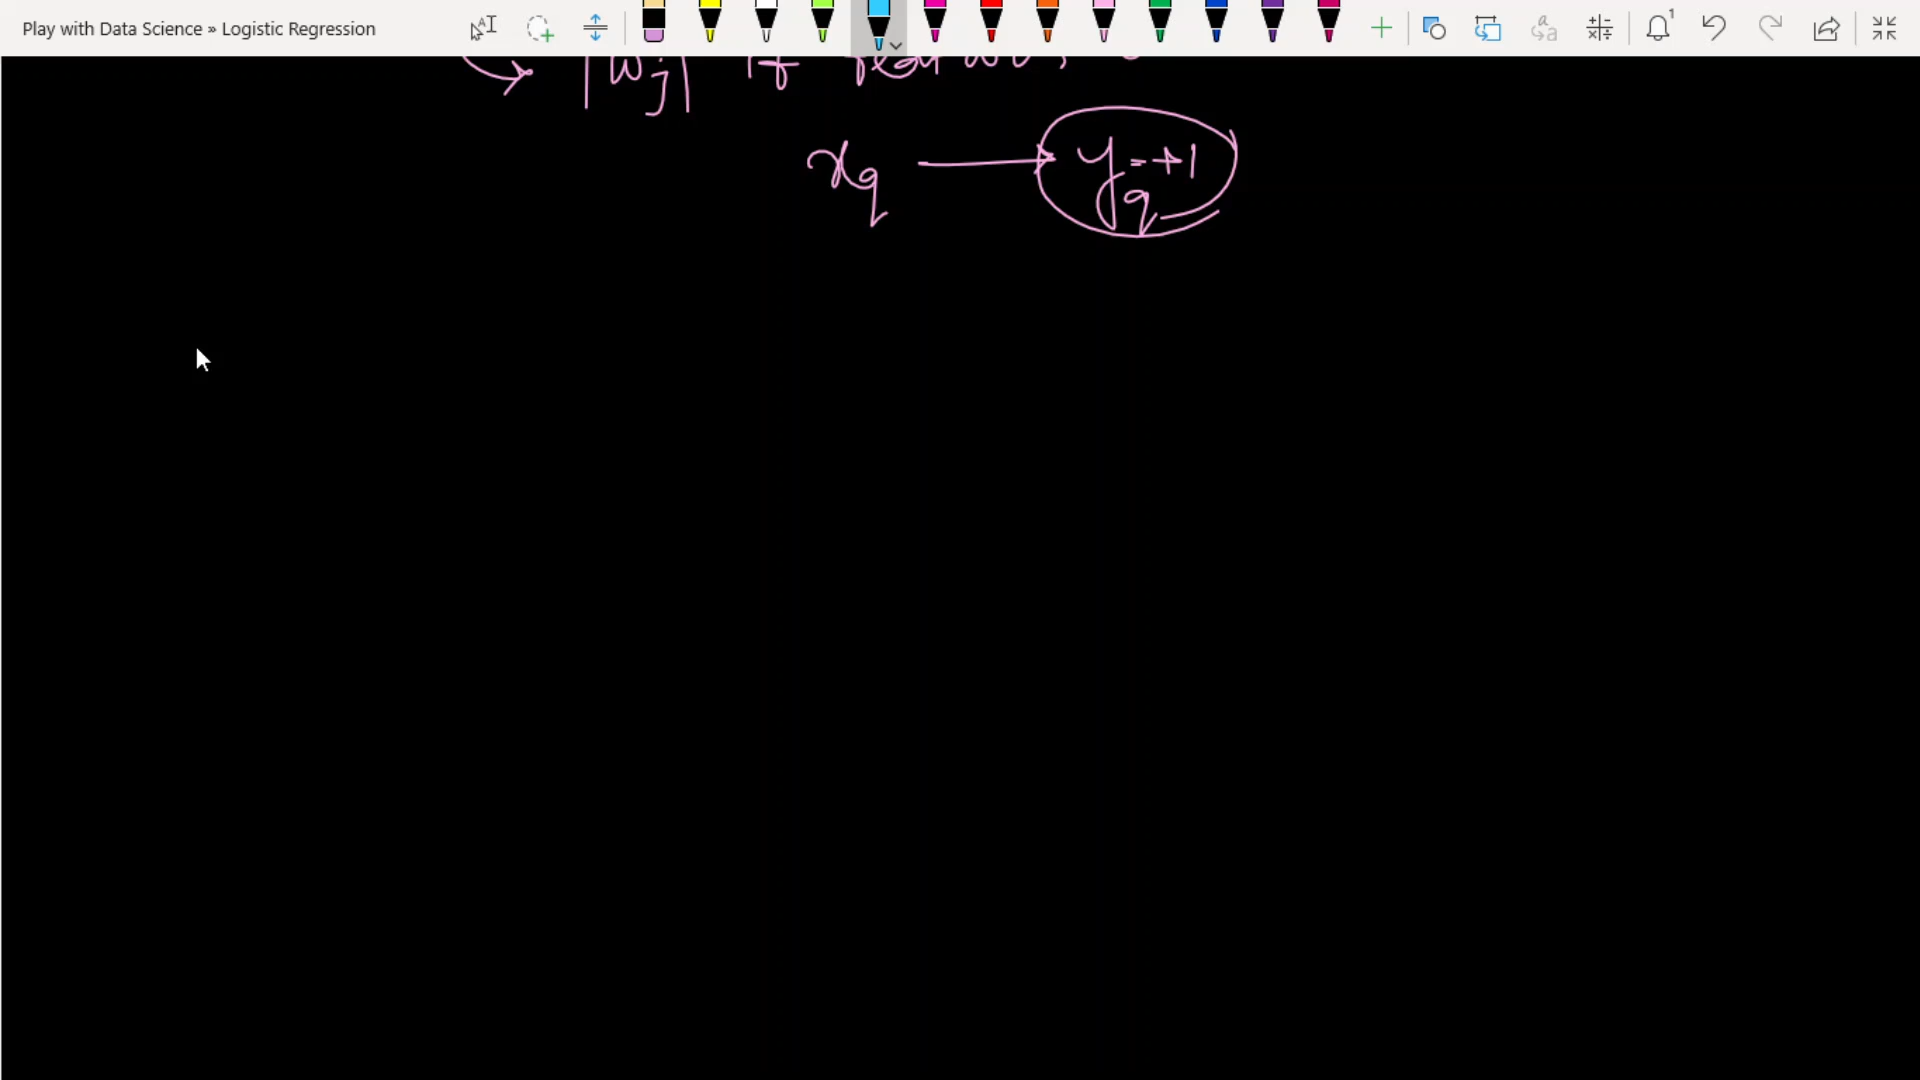 Play with Data Science » Logistic Regression
|wj| if
xq → yq = +1